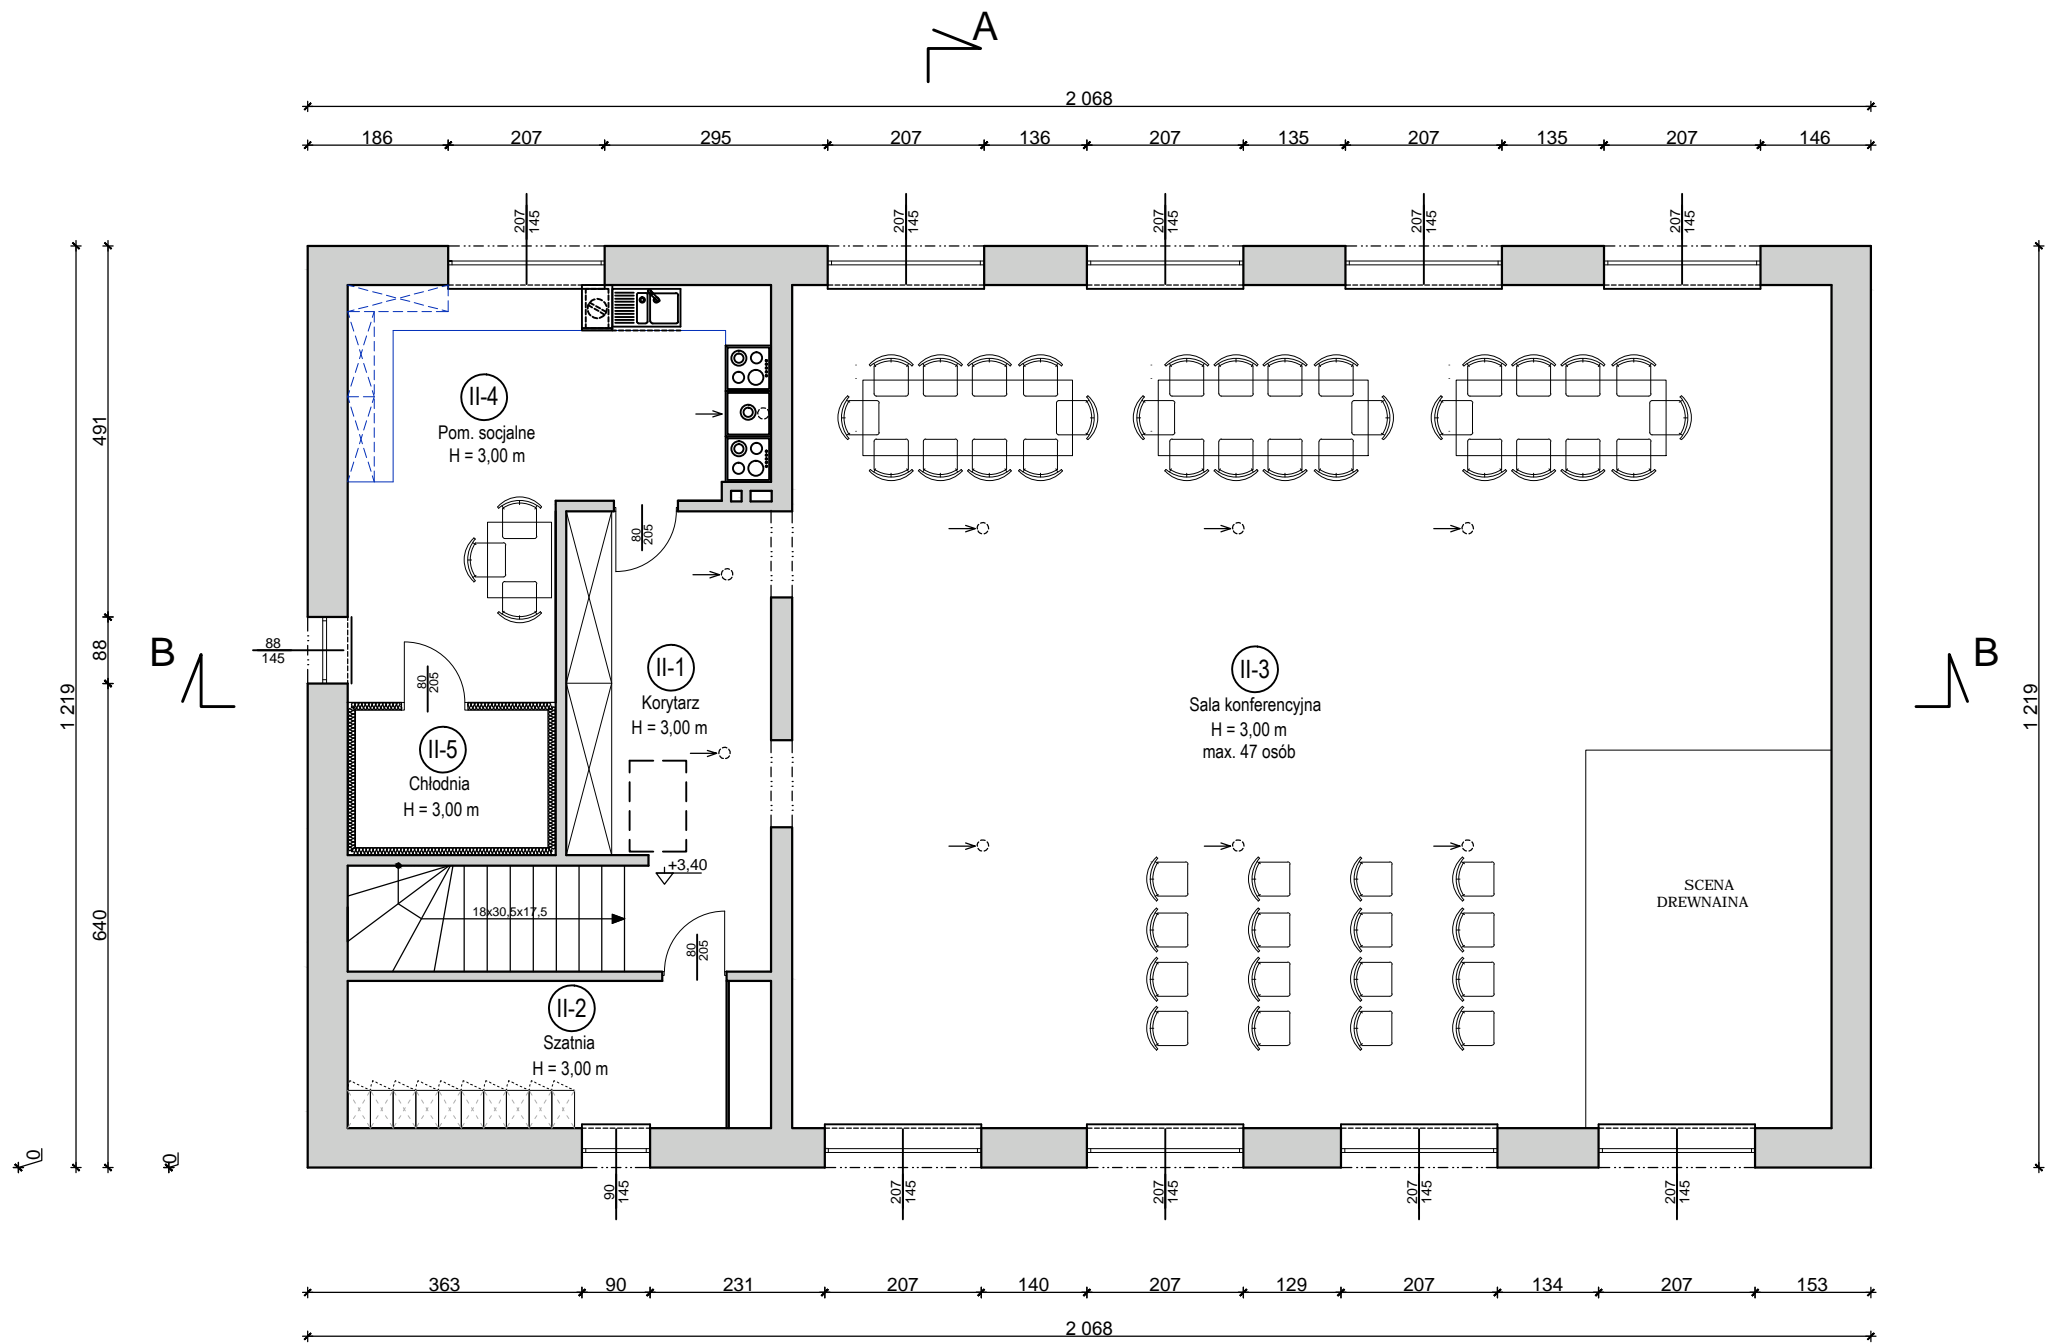 A
2 068
186 207 295 207 136 207 135 207 135 207 146
207
145
207
145
207
145
207
145
207
145
II-4
Pom. socjalne
H = 3,00 m
491
80
205
88
145
88
B
B
1 219
1 219
II-1
Korytarz
H = 3,00 m
II-3
Sala konferencyjna
H = 3,00 m
max. 47 osób
80
205
II-5
Chłodnia
H = 3,00 m
+3,40
640
18x30,5x17,5
SCENA
DREWNAINA
80
205
II-2
Szatnia
H = 3,00 m
0
0
90
145
207
145
207
145
207
145
207
145
363 90 231 207 140 207 129 207 134 207 153
2 068